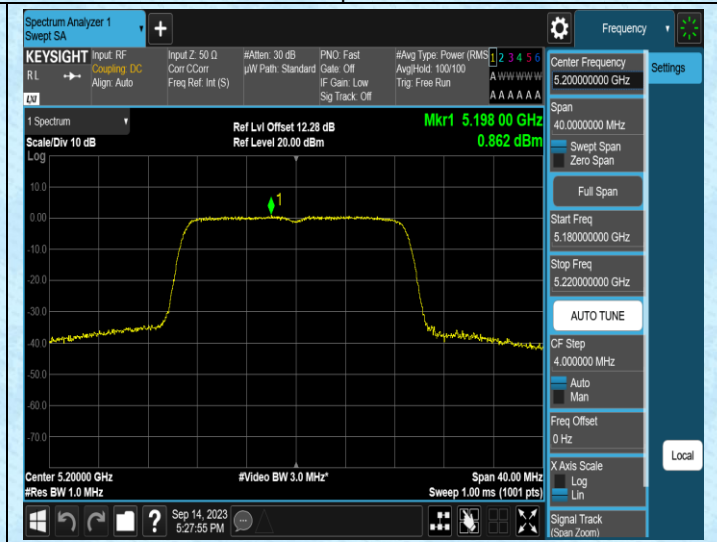 Spectrum Analyzer 1
Swept SA
Frequency
KEYSIGHT
RL
LXI
Input: RF
Coupling: DC
Align: Auto
Input Z: 50 Ω
Corr CCorr
Freq Ref: Int (S)
#Atten: 30 dB
µW Path: Standard
PNO: Fast
Gate: Off
IF Gain: Low
Sig Track: Off
#Avg Type: Power (RMS
Avg|Hold: 100/100
Trig: Free Run
1 2 3 4 5 6
A W W W W W
A A A A A A
Center Frequency
5.200000000 GHz
Settings
Span
40.0000000 MHz
Swept Span
Zero Span
Full Span
Start Freq
5.180000000 GHz
Stop Freq
5.220000000 GHz
AUTO TUNE
CF Step
4.000000 MHz
Auto
Man
Freq Offset
0 Hz
X Axis Scale
Log
Lin
Local
Signal Track
(Span Zoom)
1 Spectrum
Scale/Div 10 dB
Ref Lvl Offset 12.28 dB
Ref Level 20.00 dBm
Mkr1 5.198 00 GHz
0.862 dBm
Log
10.0
0.00
-10.0
-20.0
-30.0
-40.0
-50.0
-60.0
-70.0
1
Center 5.20000 GHz
#Res BW 1.0 MHz
#Video BW 3.0 MHz*
Span 40.00 MHz
Sweep 1.00 ms (1001 pts)
?
Sep 14, 2023
5:27:55 PM